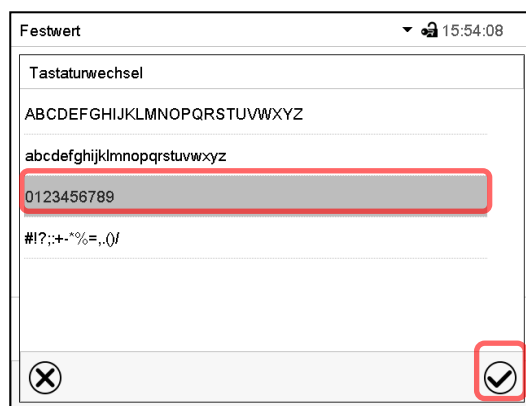 Festwert 15:54:08
Tastaturwechsel
ABCDEFGHIJKLMNOPQRSTUVWXYZ
abcdefghijklmnopqrstuvwxyz
0123456789
#!?;:+-*%=,.()/